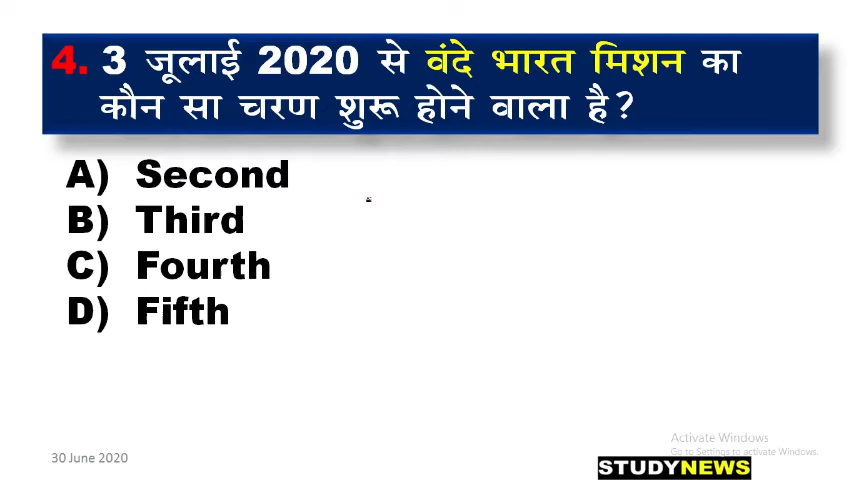 4. 3 जूलाई 2020 से वंदे भारत मिशन का
कौन सा चरण शुरू होने वाला है?
A) Second
B) Third
C) Fourth
D) Fifth
Activate Windows
Go to Settings to activate Windows.
30 June 2020
STUDYNEWS